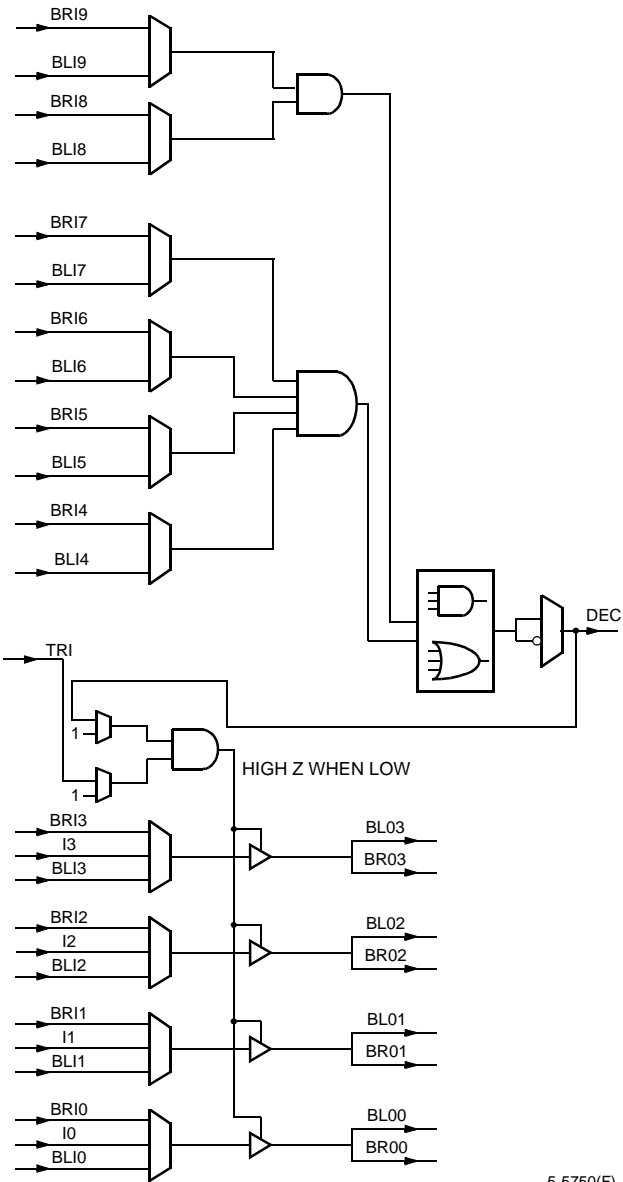 BRI9
BLI9
BRI8
BLI8
BRI7
BLI7
BRI6
BLI6
BRI5
BLI5
BRI4
BLI4
DEC
TRI
1
1
HIGH Z WHEN LOW
BRI3
I3
BLI3
BL03
BR03
BRI2
I2
BLI2
BL02
BR02
BRI1
I1
BLI1
BL01
BR01
BRI0
I0
BLI0
BL00
BR00
5-5750(F)